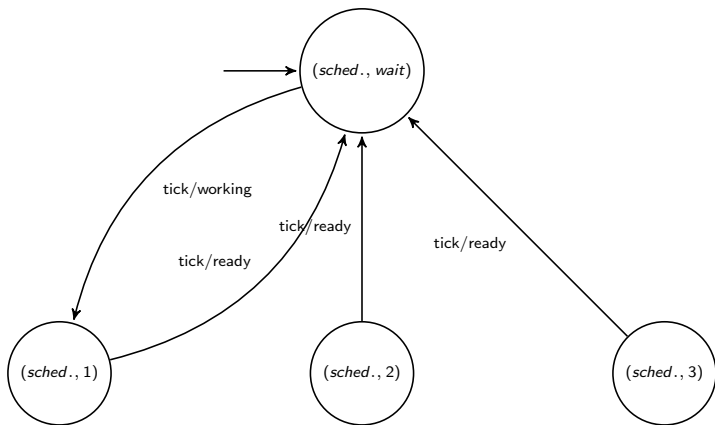 (sched., wait)
tick/working
tick/ready
tick/ready
tick/ready
(sched., 1)
(sched., 2)
(sched., 3)